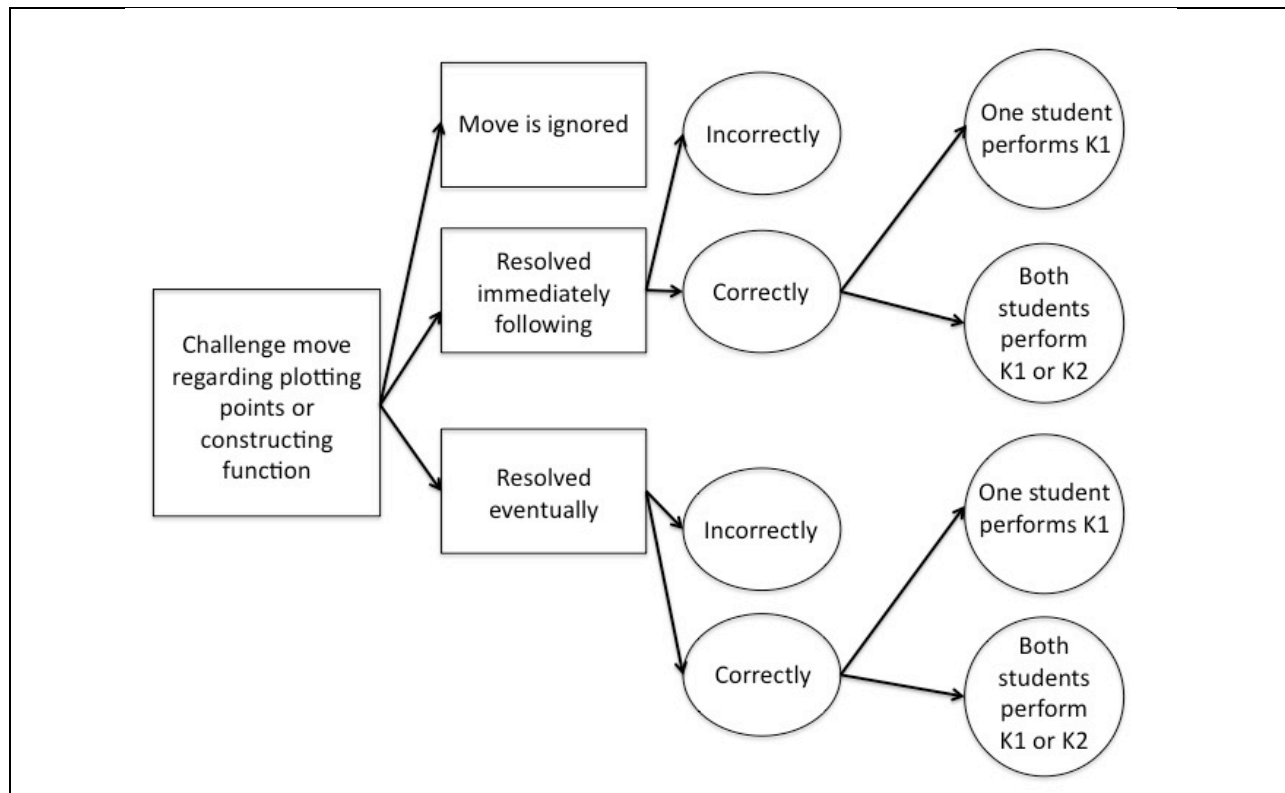 Challenge move
regarding plotting
points or
constructing
function
Move is ignored
Resolved
immediately
following
Resolved
eventually
Incorrectly
Correctly
Incorrectly
Correctly
One student
performs K1
Both
students
perform
K1 or K2
One student
performs K1
Both
students
perform
K1 or K2